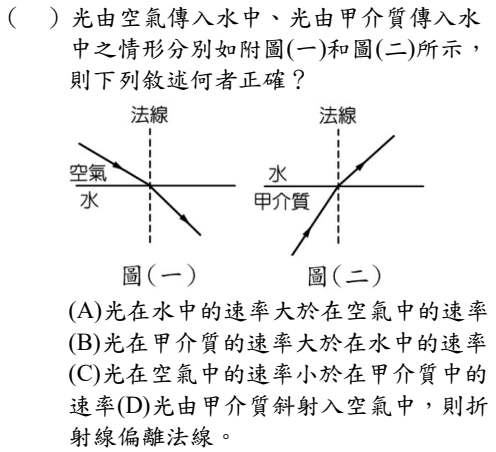 (　)光由空氣傳入水中、光由甲介質傳入水
中之情形分別如附圖(一)和圖(二)所示，
則下列敘述何者正確？
法線　法線
空氣　水
水　甲介質
圖(一)　圖(二)
(A)光在水中的速率大於在空氣中的速率
(B)光在甲介質的速率大於在水中的速率
(C)光在空氣中的速率小於在甲介質中的
速率(D)光由甲介質斜射入空氣中，則折
射線偏離法線。